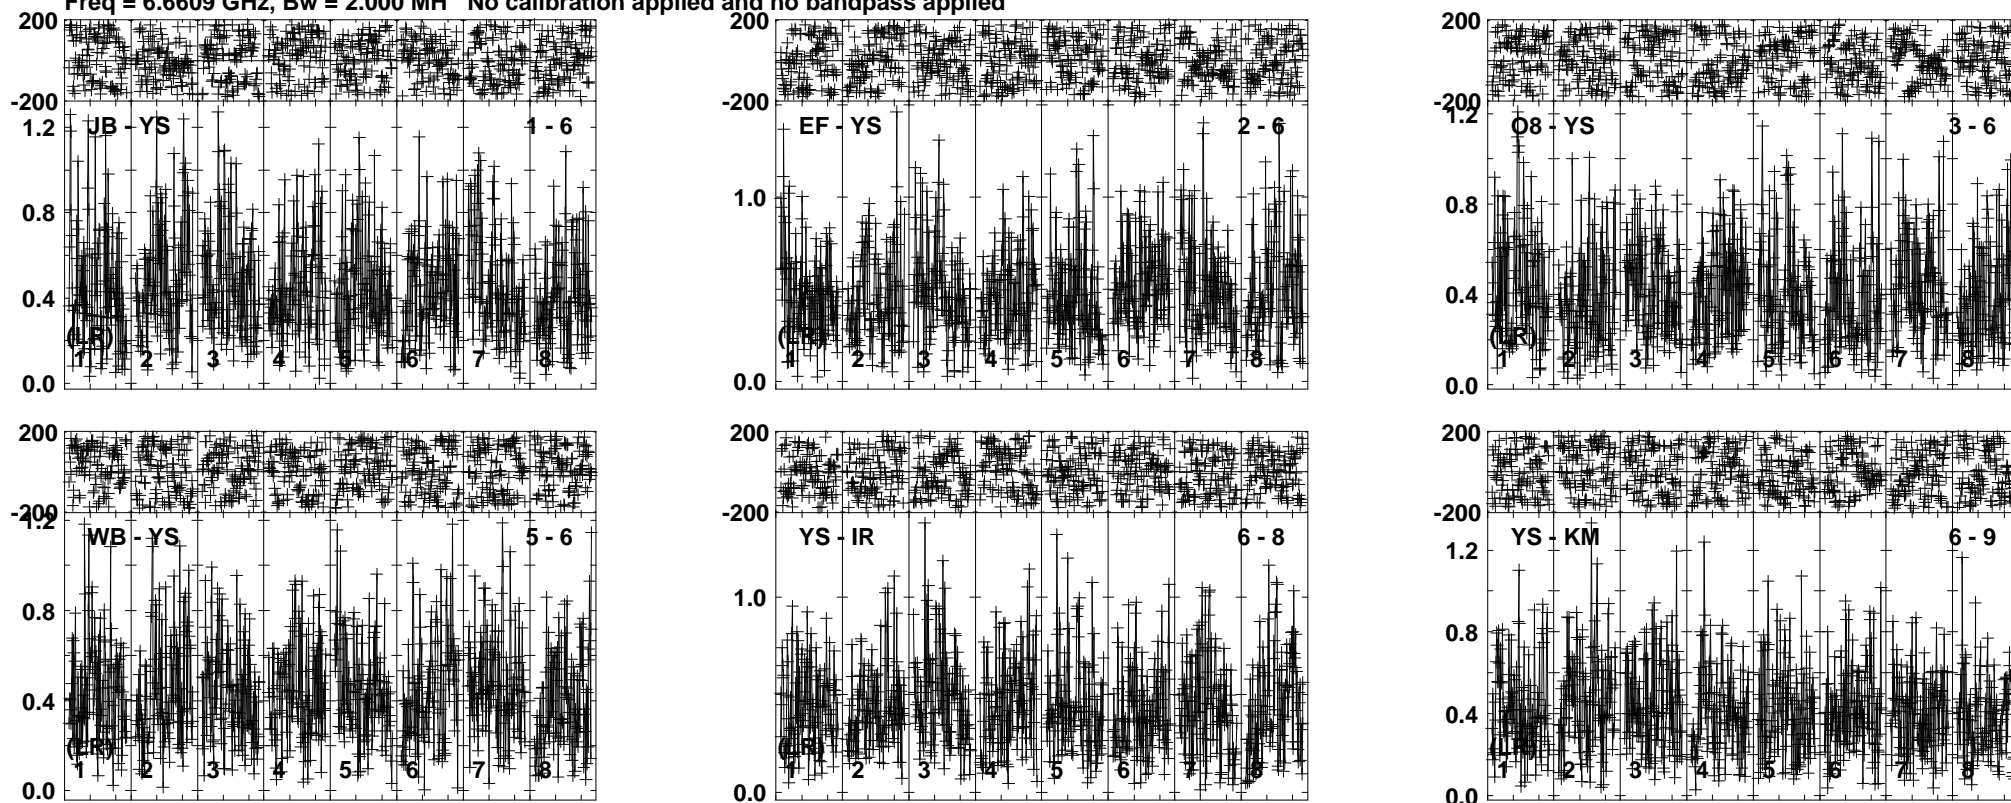 Freq = 6.6609 GHz, Bw = 2.000 MH No calibration applied and no bandpass applied
200
-200
JB - YS 1 - 6
1.2
0.8
0.4
0.0
(LR)
1 2 3 4 5 6 7 8
200
-200
EF - YS 2 - 6
1.0
0.0
(LR)
1 2 3 4 5 6 7 8
200
-200
O8 - YS 3 - 6
1.2
0.8
0.4
0.0
(LR)
1 2 3 4 5 6 7 8
200
-200
WB - YS 5 - 6
1.2
0.8
0.4
0.0
(LR)
1 2 3 4 5 6 7 8
200
-200
YS - IR 6 - 8
1.0
0.0
(LR)
1 2 3 4 5 6 7 8
200
-200
YS - KM 6 - 9
1.2
0.8
0.4
0.0
(LR)
1 2 3 4 5 6 7 8